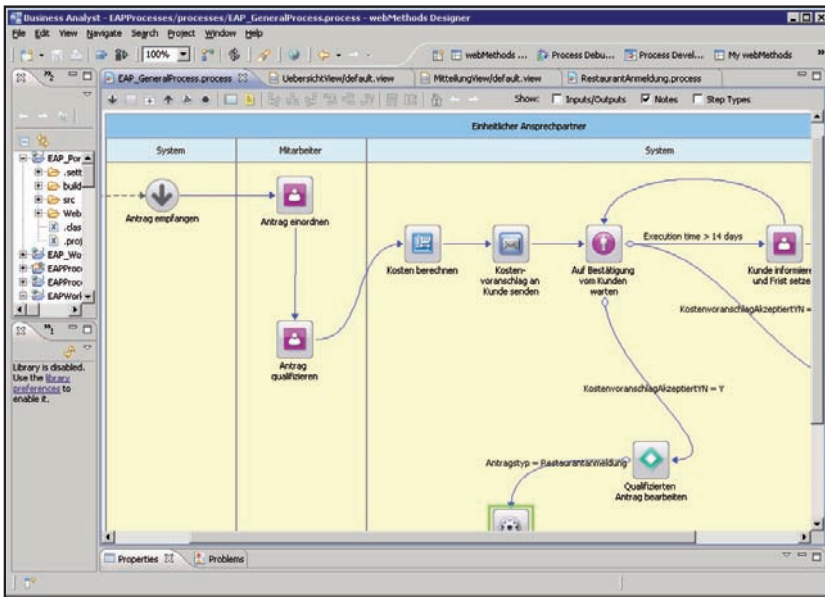 Business Analyst - EAPProcesses/processes/EAP_GeneralProcess.process - webMethods Designer
File Edit View Navigate Search Project Window Help
100% webMethods ... Process Debu... Process Devel... My webMethods
EAP_GeneralProcess.process UebersichtView/default.view MitteilungView/default.view RestaurantAnmeldung.process
Show: Inputs/Outputs Notes Step Types
Einheitlicher Ansprechpartner
System Mitarbeiter System
EAP_Por
.sett
build
src
Web
.clas
.proj
EAP_Wo
EAPProc
EAPProc
EAPWork
Library is disabled.
Use the library
preferences to
enable it.
Antrag empfangen
Antrag einordnen
Antrag
qualifizieren
Kosten berechnen
Kosten-
voranschlag an
Kunde senden
Auf Bestätigung
vom Kunden
warten
Execution time > 14 days
Kunde informiere
und Frist setze
KostenvoranschlagAkzeptiertYN =
KostenvoranschlagAkzeptiertYN = Y
Antragstyp = Restaurantanmeldung
Qualifizierten
Antrag bearbeiten
Properties Problems